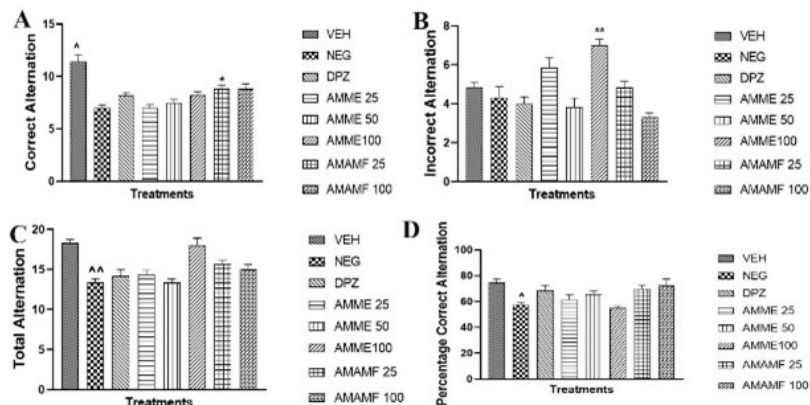 A
Correct Alternation
15
10
5
0
^
*
Treatments
VEH
NEG
DPZ
AMME 25
AMME 50
AMME100
AMAMF 25
AMAMF 100
B
Incorrect Alternation
8
6
4
2
0
**
Treatments
VEH
NEG
DPZ
AMME 25
AMME 50
AMME100
AMAMF 25
AMAMF 100
C
Total Alternation
20
15
10
5
0
^^
Treatments
VEH
NEG
DPZ
AMME 25
AMME 50
AMME100
AMAMF 25
AMAMF 100
D
Percentage Correct Alternation
100
80
60
40
20
0
^
Treatments
VEH
NEG
DPZ
AMME 25
AMME 50
AMME100
AMAMF 25
AMAMF 100